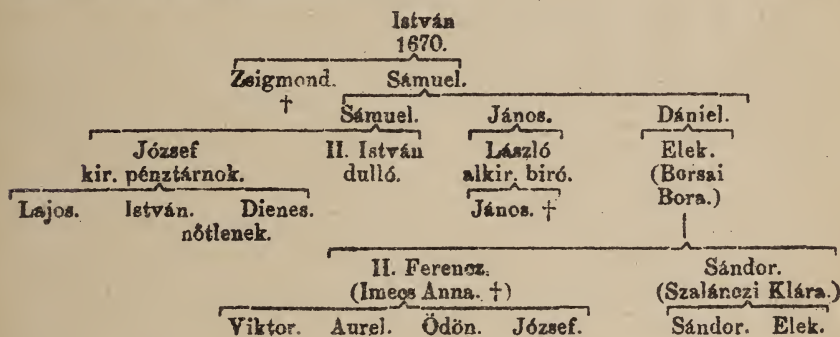 István
1670.
Zsigmond. Sámuel.
†
Sámuel. János. Dániel.
József II. István László Elek.
kir. pénztárnok. dulló. alkir. biró. (Borsai
Lajos. István. Dienes. János. † Bora.)
nőtlenek.
II. Ferencz. Sándor.
(Imecs Anna. †) (Szalánczi Klára.)
Viktor. Aurel. Ödön. József. Sándor. Elek.